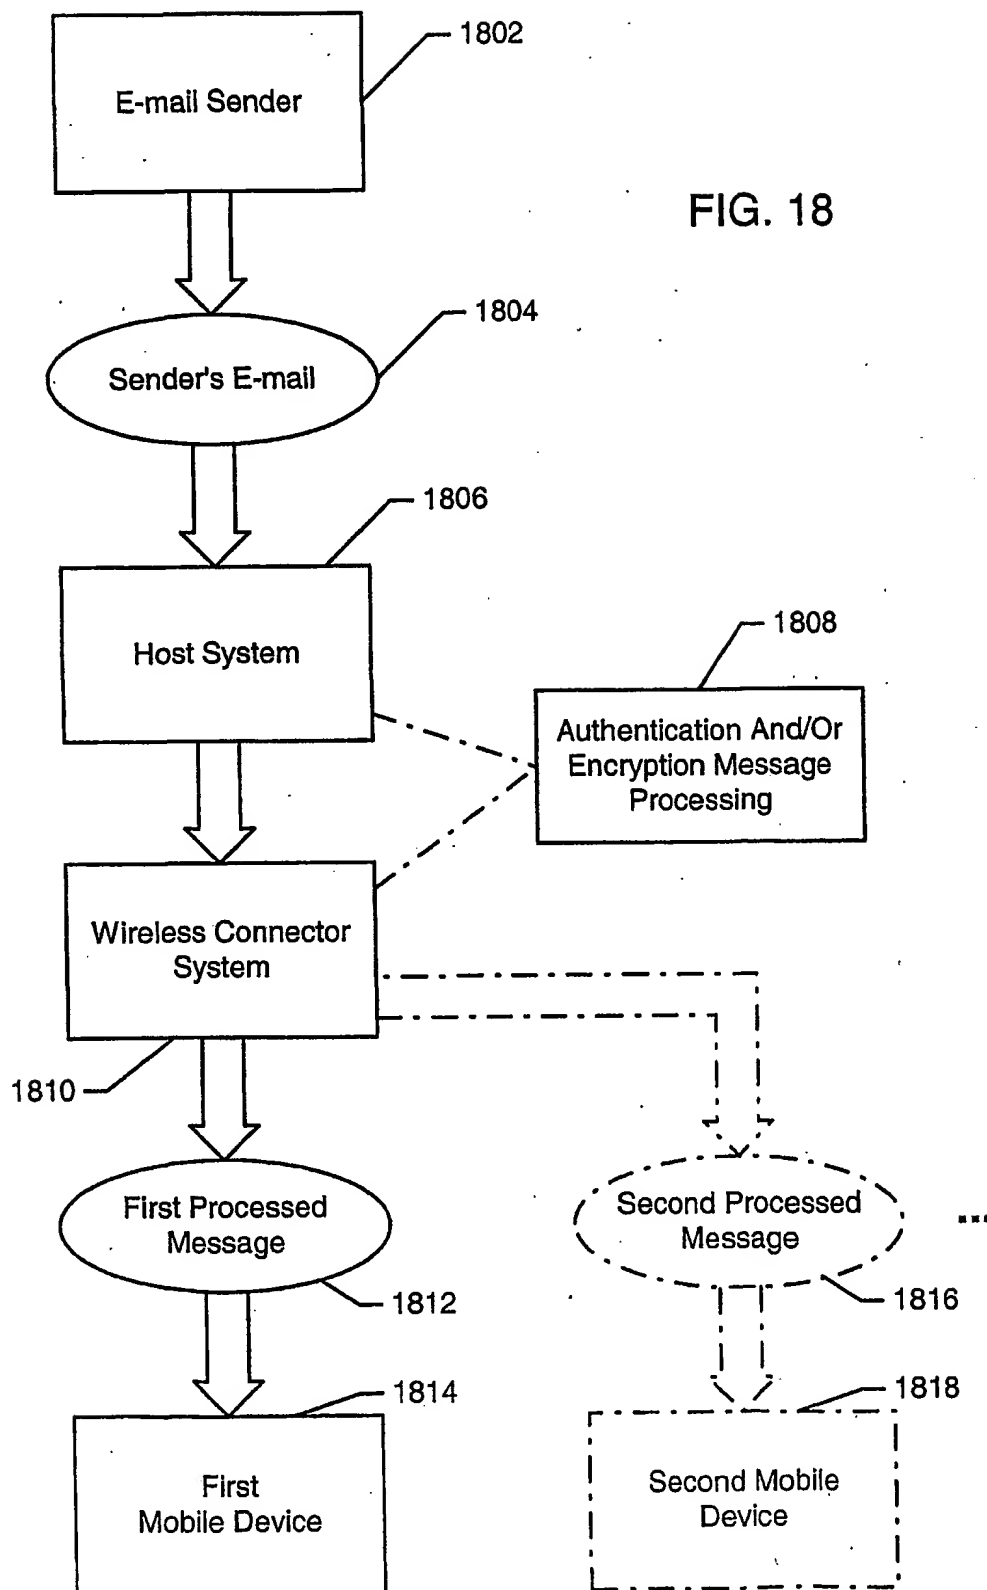 1802
E-mail Sender
FIG. 18
1804
Sender's E-mail
1806
Host System
1808
Authentication And/Or
Encryption Message
Processing
Wireless Connector
System
1810
First Processed
Message
1812
Second Processed
Message
...
1816
1814
First
Mobile Device
1818
Second Mobile
Device